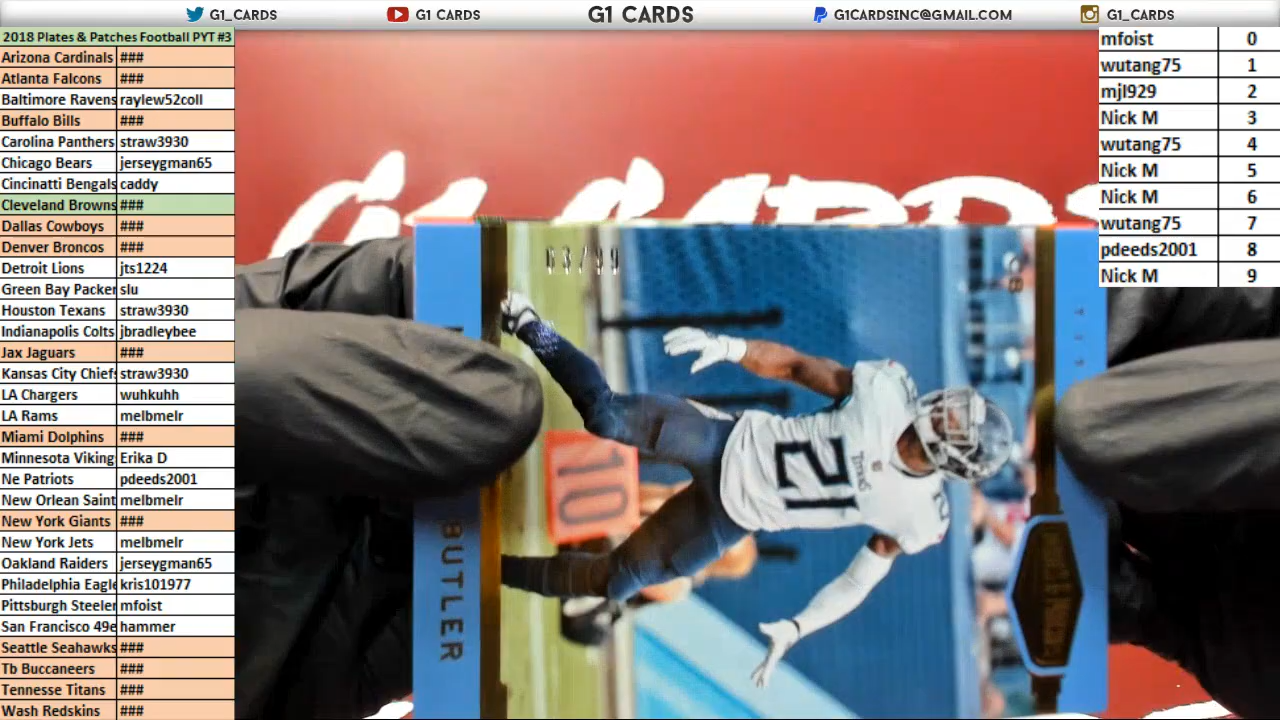 G1_CARDS G1 CARDS G1 CARDS G1CARDSINC@GMAIL.COM G1_CARDS
2018 Plates & Patches Football PYT #3
Arizona Cardinals ###
Atlanta Falcons ###
Baltimore Ravens raylew52coll
Buffalo Bills ###
Carolina Panthers straw3930
Chicago Bears jerseygman65
Cincinatti Bengals caddy
Cleveland Browns ###
Dallas Cowboys ###
Denver Broncos ###
Detroit Lions jts1224
Green Bay Packer slu
Houston Texans straw3930
Indianapolis Colts jbradleybee
Jax Jaguars ###
Kansas City Chiefs straw3930
LA Chargers wuhkuhh
LA Rams melbmelr
Miami Dolphins ###
Minnesota Viking Erika D
Ne Patriots pdeeds2001
New Orlean Saint melbmelr
New York Giants ###
New York Jets melbmelr
Oakland Raiders jerseygman65
Philadelphia Eagle kris101977
Pittsburgh Steeler mfoist
San Francisco 49e hammer
Seattle Seahawks ###
Tb Buccaneers ###
Tennesse Titans ###
Wash Redskins ###
mfoist 0
wutang75 1
mjl929 2
Nick M 3
wutang75 4
Nick M 5
Nick M 6
wutang75 7
pdeeds2001 8
Nick M 9
03/99
10
TITANS
21
BUTLER